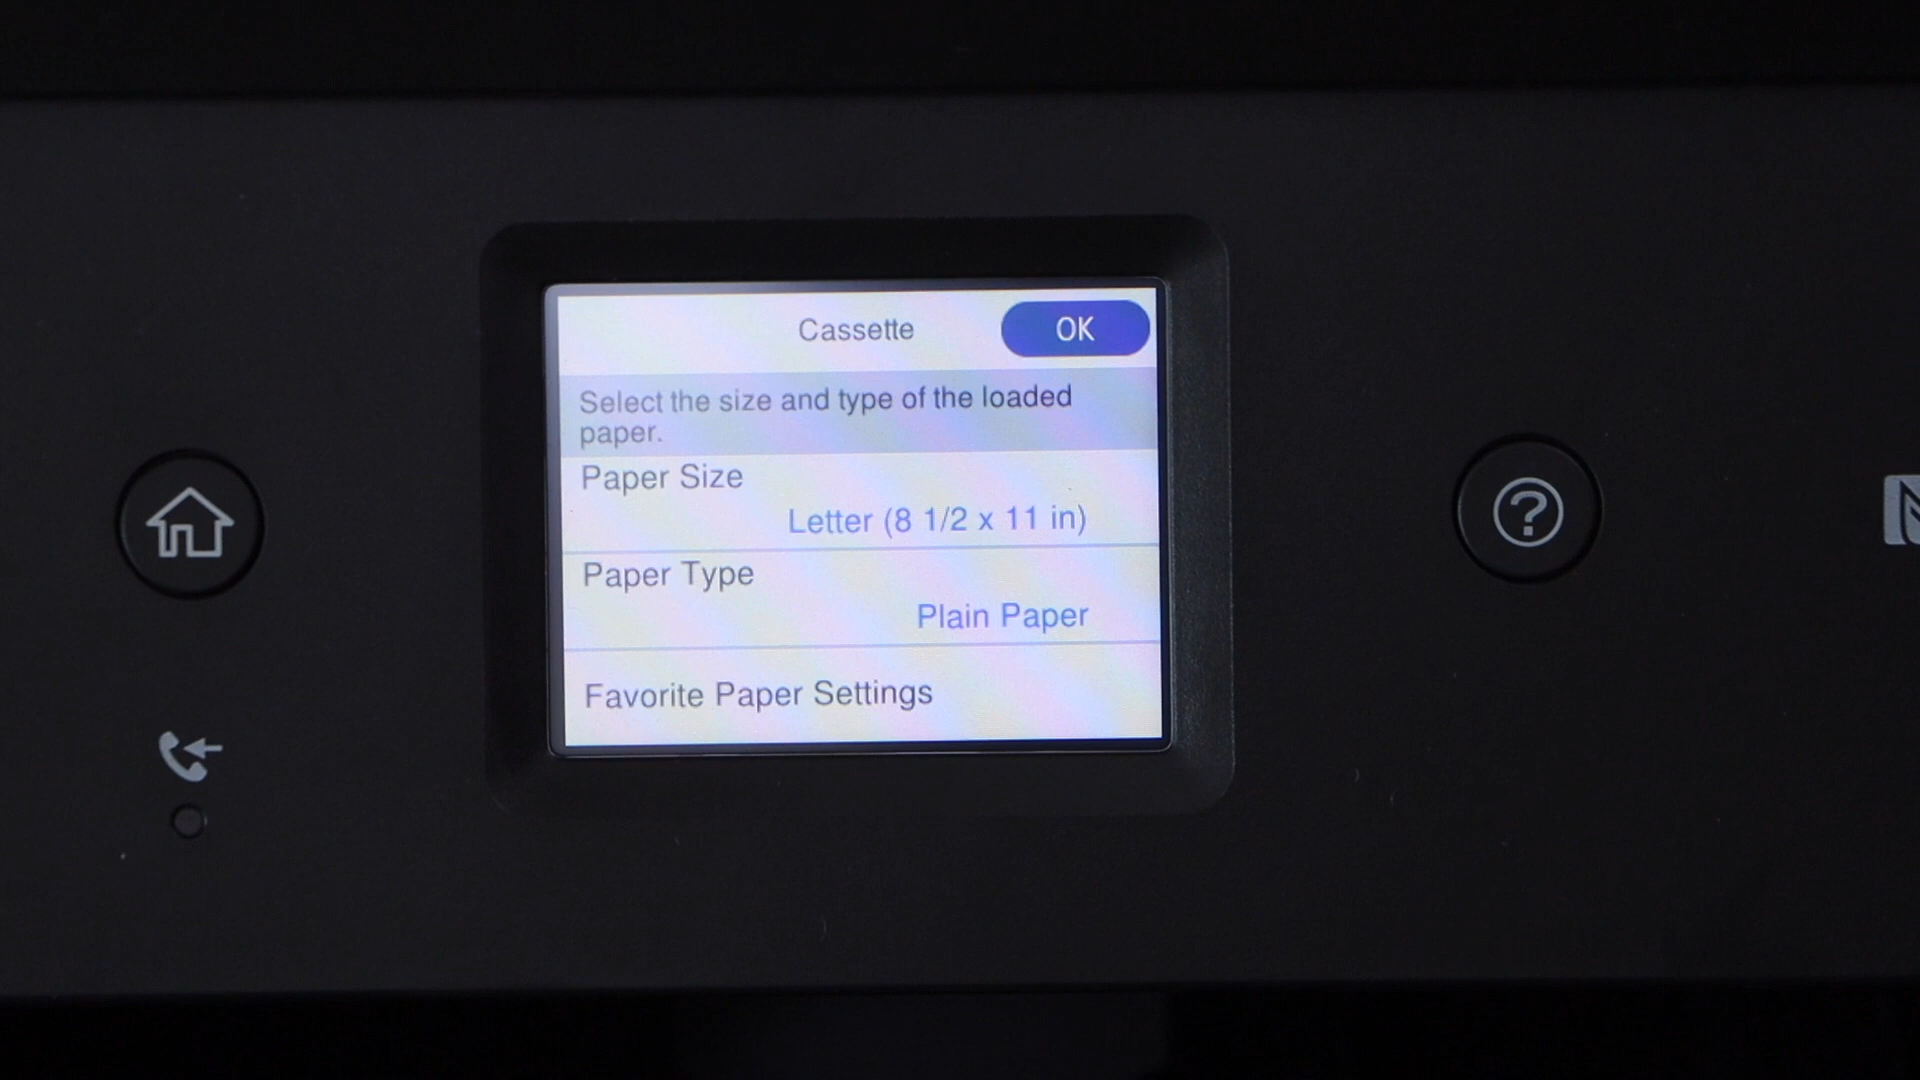 Cassette
OK
Select the size and type of the loaded
paper.
Paper Size
Letter (8 1/2 x 11 in)
Paper Type
Plain Paper
Favorite Paper Settings
?